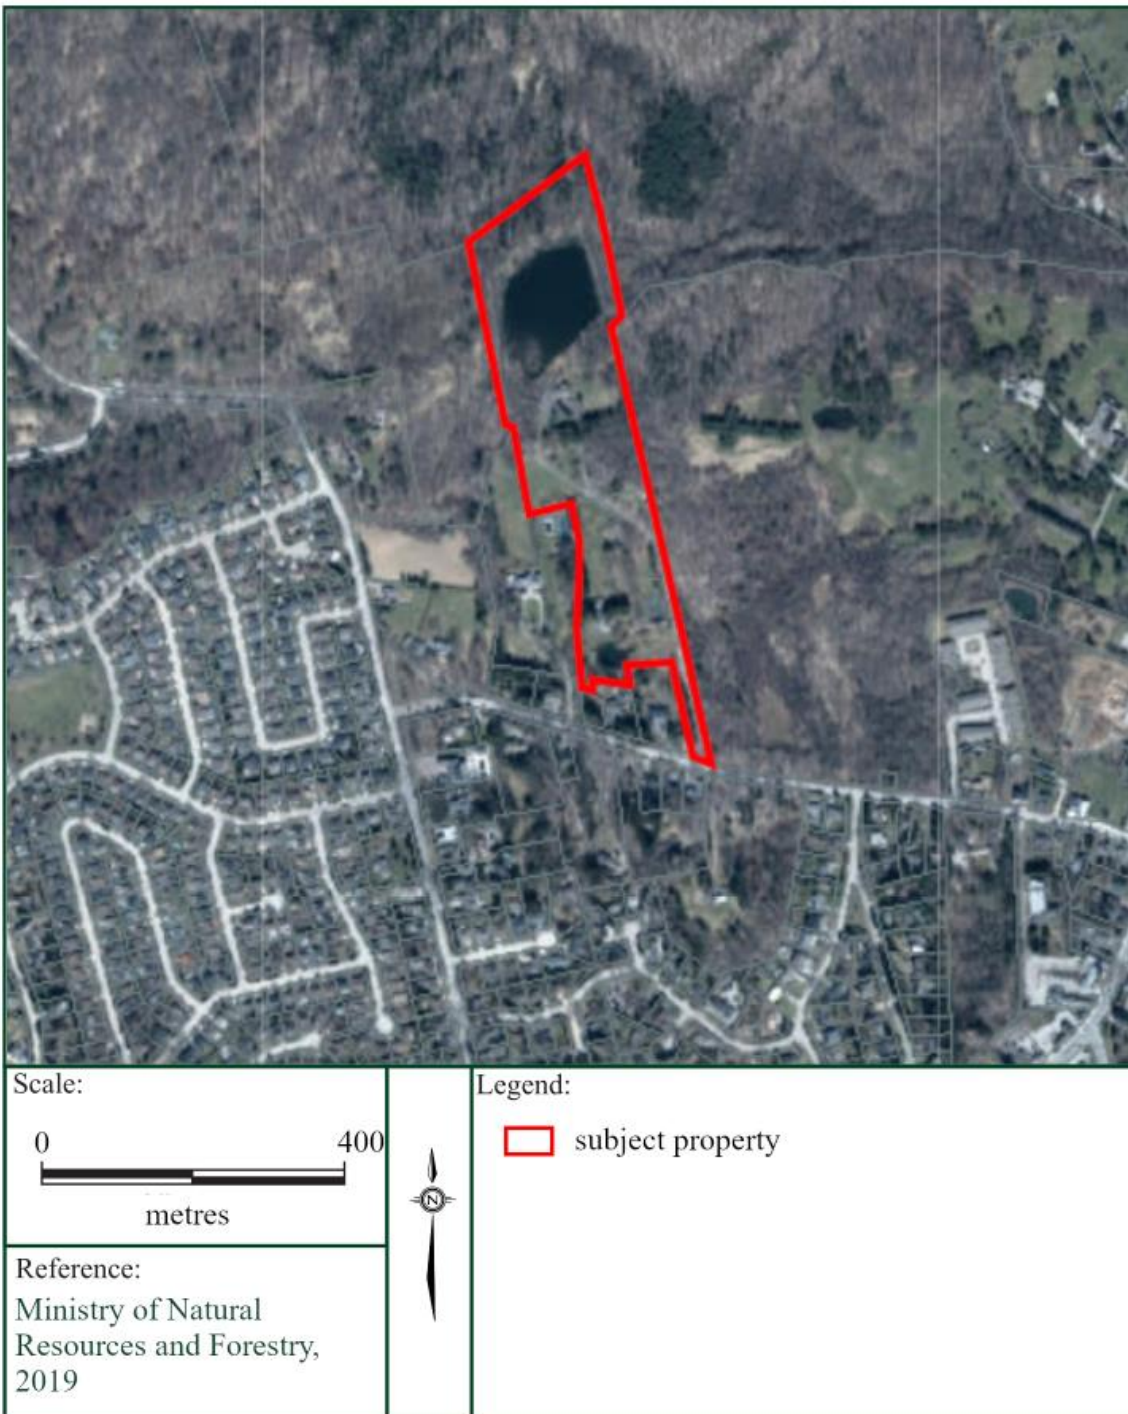 Scale:
0 400
metres
Legend:
subject property
N
Reference:
Ministry of Natural
Resources and Forestry,
2019